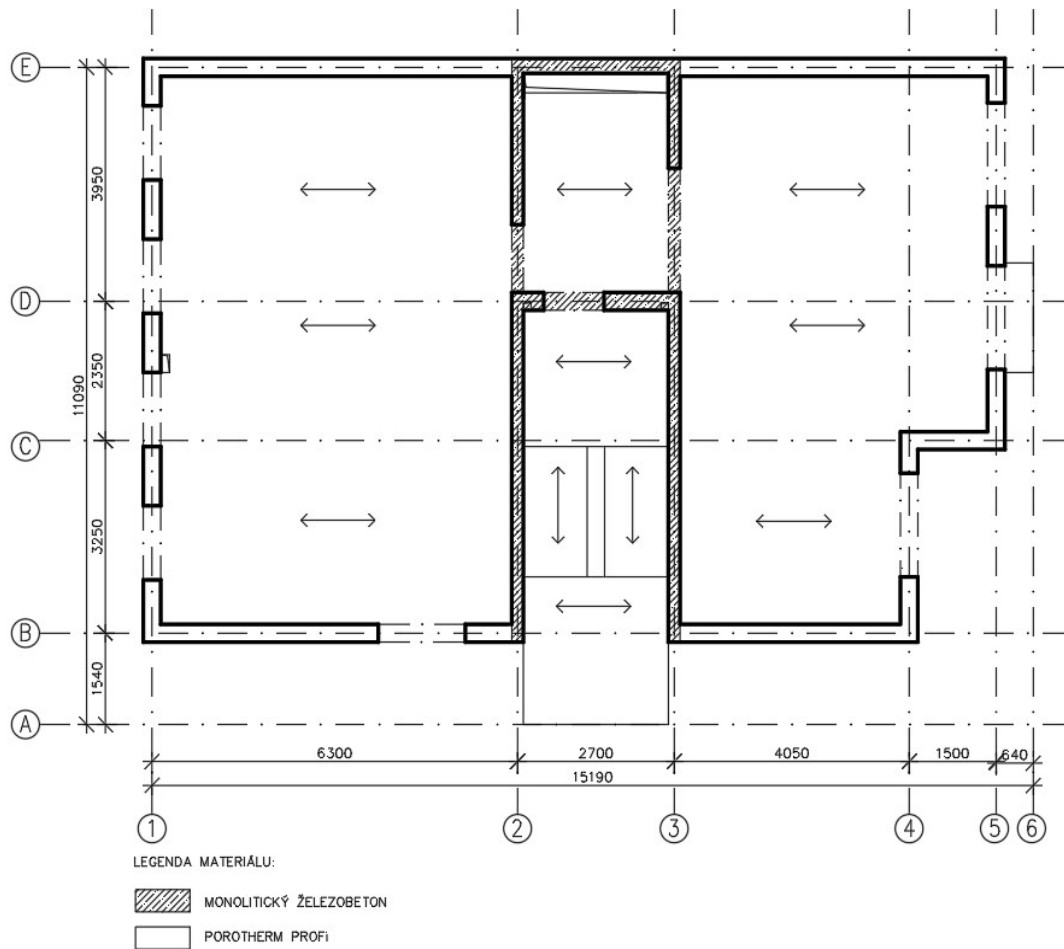 E
3950
D
2350
11090
C
3250
B
1540
A
6300
2700
4050
1500
640
15190
1
2
3
4
5
6
LEGENDA MATERIÁLU:
MONOLITICKÝ ŽELEZOBETON
POROTHERM PROFi